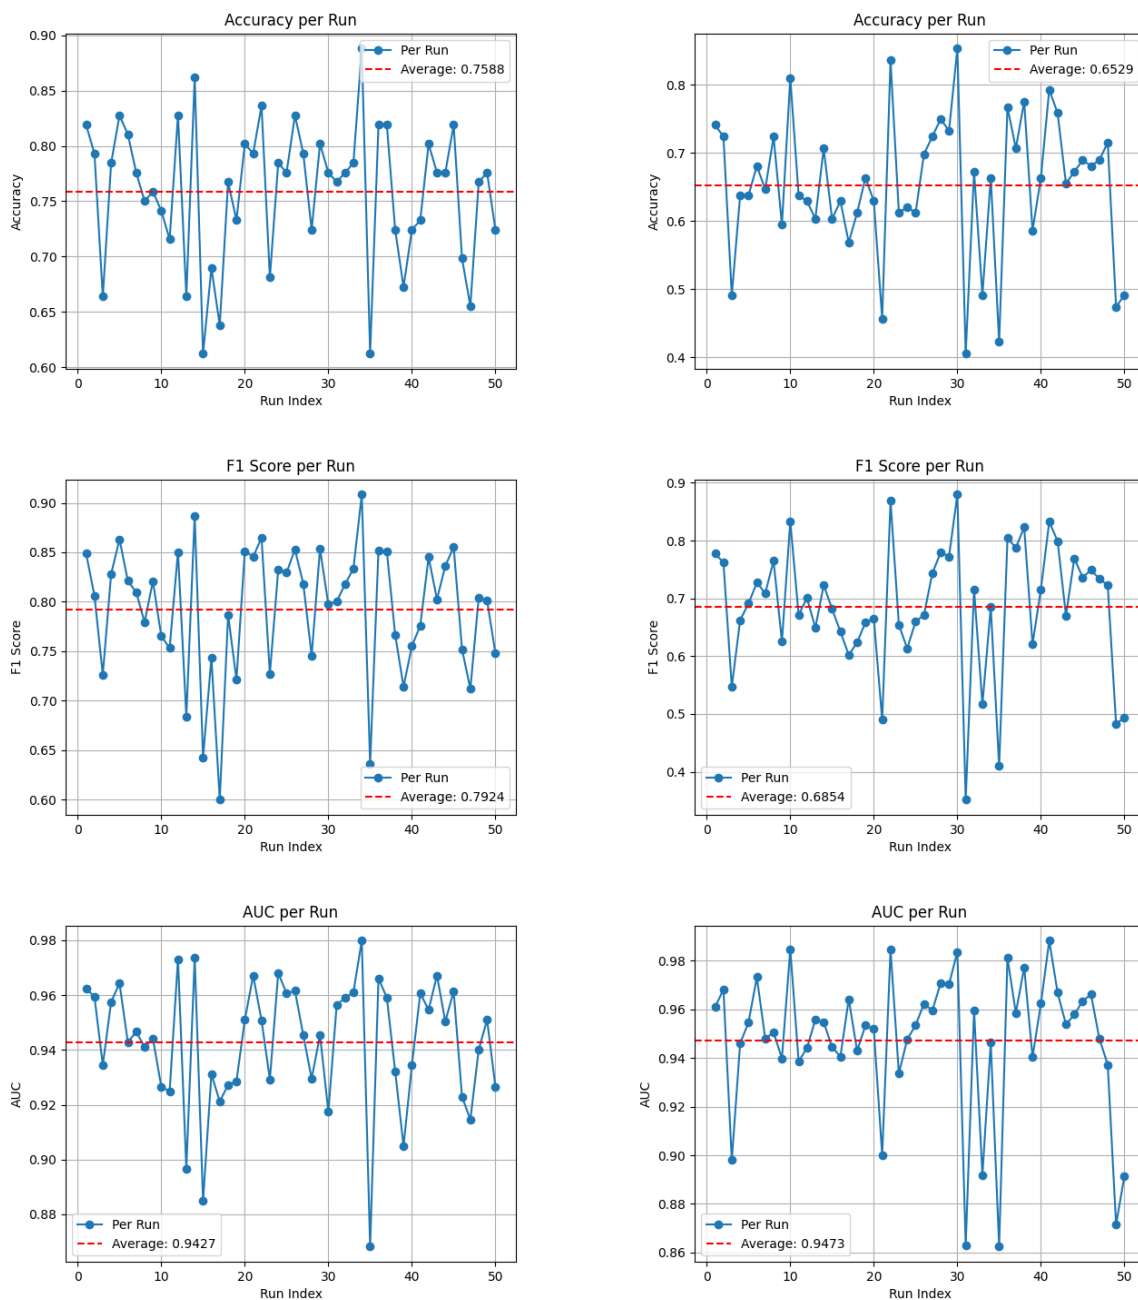 Accuracy per Run
0.90
0.85
0.80
0.75
0.70
0.65
0.60
Accuracy
Per Run
Average: 0.7588
0 10 20 30 40 50
Run Index
Accuracy per Run
0.8
0.7
0.6
0.5
0.4
Accuracy
Per Run
Average: 0.6529
0 10 20 30 40 50
Run Index
F1 Score per Run
0.90
0.85
0.80
0.75
0.70
0.65
0.60
F1 Score
Per Run
Average: 0.7924
0 10 20 30 40 50
Run Index
F1 Score per Run
0.9
0.8
0.7
0.6
0.5
0.4
F1 Score
Per Run
Average: 0.6854
0 10 20 30 40 50
Run Index
AUC per Run
0.98
0.96
0.94
0.92
0.90
0.88
AUC
Per Run
Average: 0.9427
0 10 20 30 40 50
Run Index
AUC per Run
0.98
0.96
0.94
0.92
0.90
0.88
0.86
AUC
Per Run
Average: 0.9473
0 10 20 30 40 50
Run Index